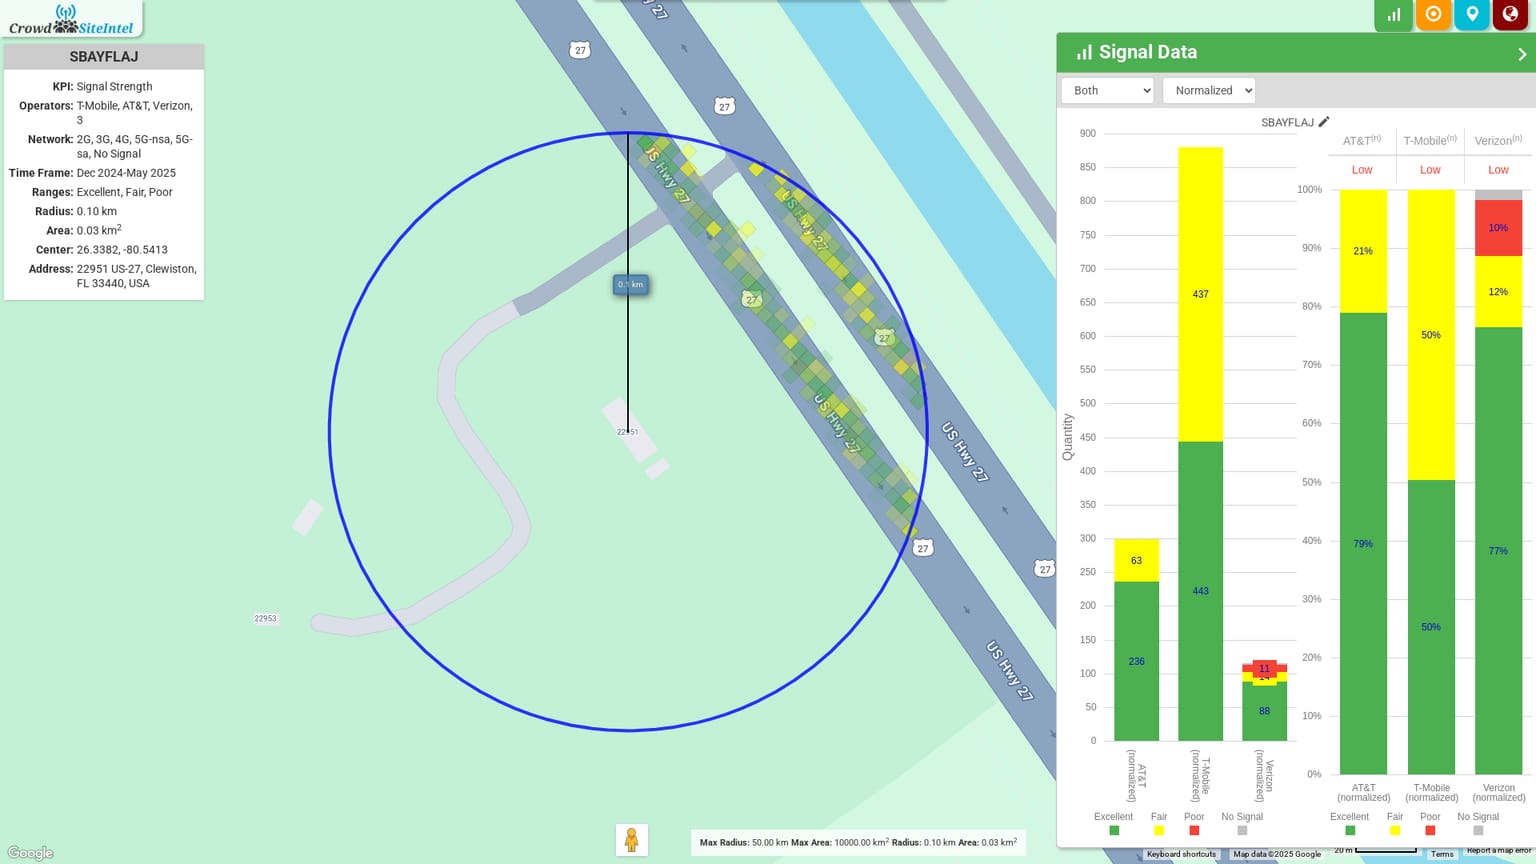 CrowdSiteIntel
SBAYFLAJ
KPI: Signal Strength
Operators: T-Mobile, AT&T, Verizon,
3
Network: 2G, 3G, 4G, 5G-nsa, 5G-
sa, No Signal
Time Frame: Dec 2024-May 2025
Ranges: Excellent, Fair, Poor
Radius: 0.10 km
Area: 0.03 km²
Center: 26.3382, -80.5413
Address: 22951 US-27, Clewiston,
FL 33440, USA
27
Hwy 27
27
US Hwy 27
US Hwy 27
0.1 km
27
27
US Hwy 27
US Hwy 27
22951
27
27
22953
US Hwy 27
Google
Max Radius: 50.00 km Max Area: 10000.00 km² Radius: 0.10 km Area: 0.03 km²
Signal Data
Both
Normalized
SBAYFLAJ
900
850
800
750
700
650
600
550
500
450
400
350
300
250
200
150
100
50
0
Quantity
437
443
63
236
11
14
88
AT&T
(normalized)
T-Mobile
(normalized)
Verizon
(normalized)
Excellent
Fair
Poor
No Signal
AT&T(n)
T-Mobile(n)
Verizon(n)
Low
Low
Low
100%
90%
80%
70%
60%
50%
40%
30%
20%
10%
0%
21%
79%
50%
50%
10%
12%
77%
AT&T
(normalized)
T-Mobile
(normalized)
Verizon
(normalized)
Excellent
Fair
Poor
No Signal
Keyboard shortcuts
Map data ©2025 Google
20 m
Terms
Report a map error